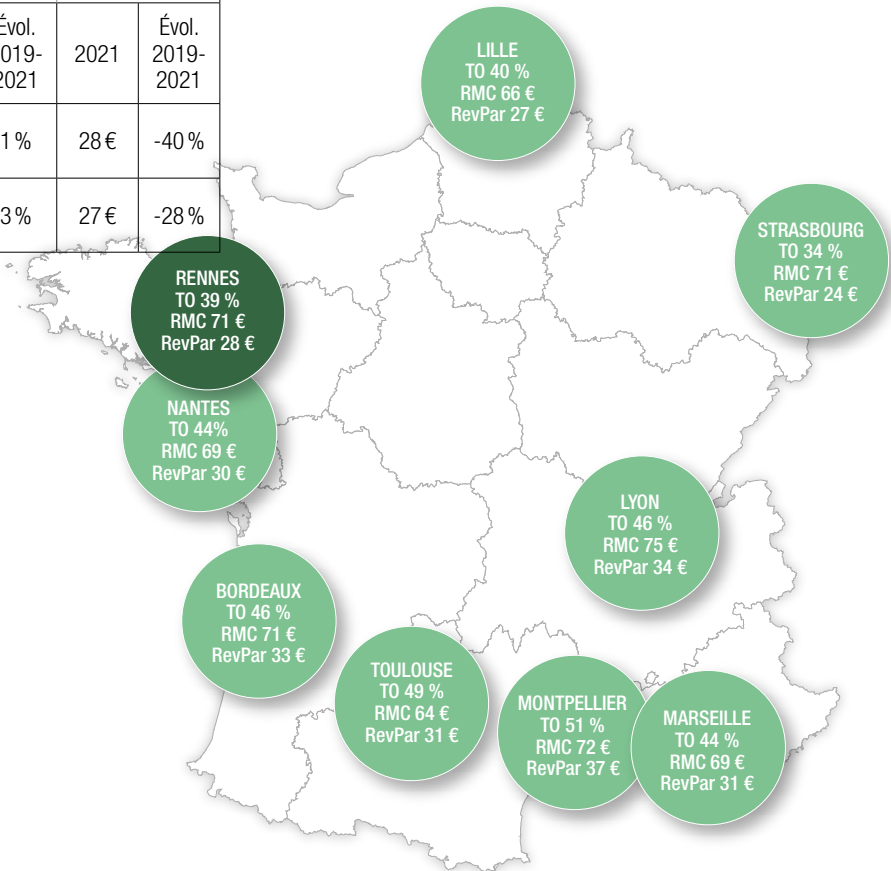 Évol.
2019-
2021
2021
Évol.
2019-
2021
28 €
-40 %
27 €
-28 %
LILLE
TO 40 %
RMC 66 €
RevPar 27 €
STRASBOURG
TO 34 %
RMC 71 €
RevPar 24 €
RENNES
TO 39 %
RMC 71 €
RevPar 28 €
NANTES
TO 44%
RMC 69 €
RevPar 30 €
LYON
TO 46 %
RMC 75 €
RevPar 34 €
BORDEAUX
TO 46 %
RMC 71 €
RevPar 33 €
TOULOUSE
TO 49 %
RMC 64 €
RevPar 31 €
MONTPELLIER
TO 51 %
RMC 72 €
RevPar 37 €
MARSEILLE
TO 44 %
RMC 69 €
RevPar 31 €